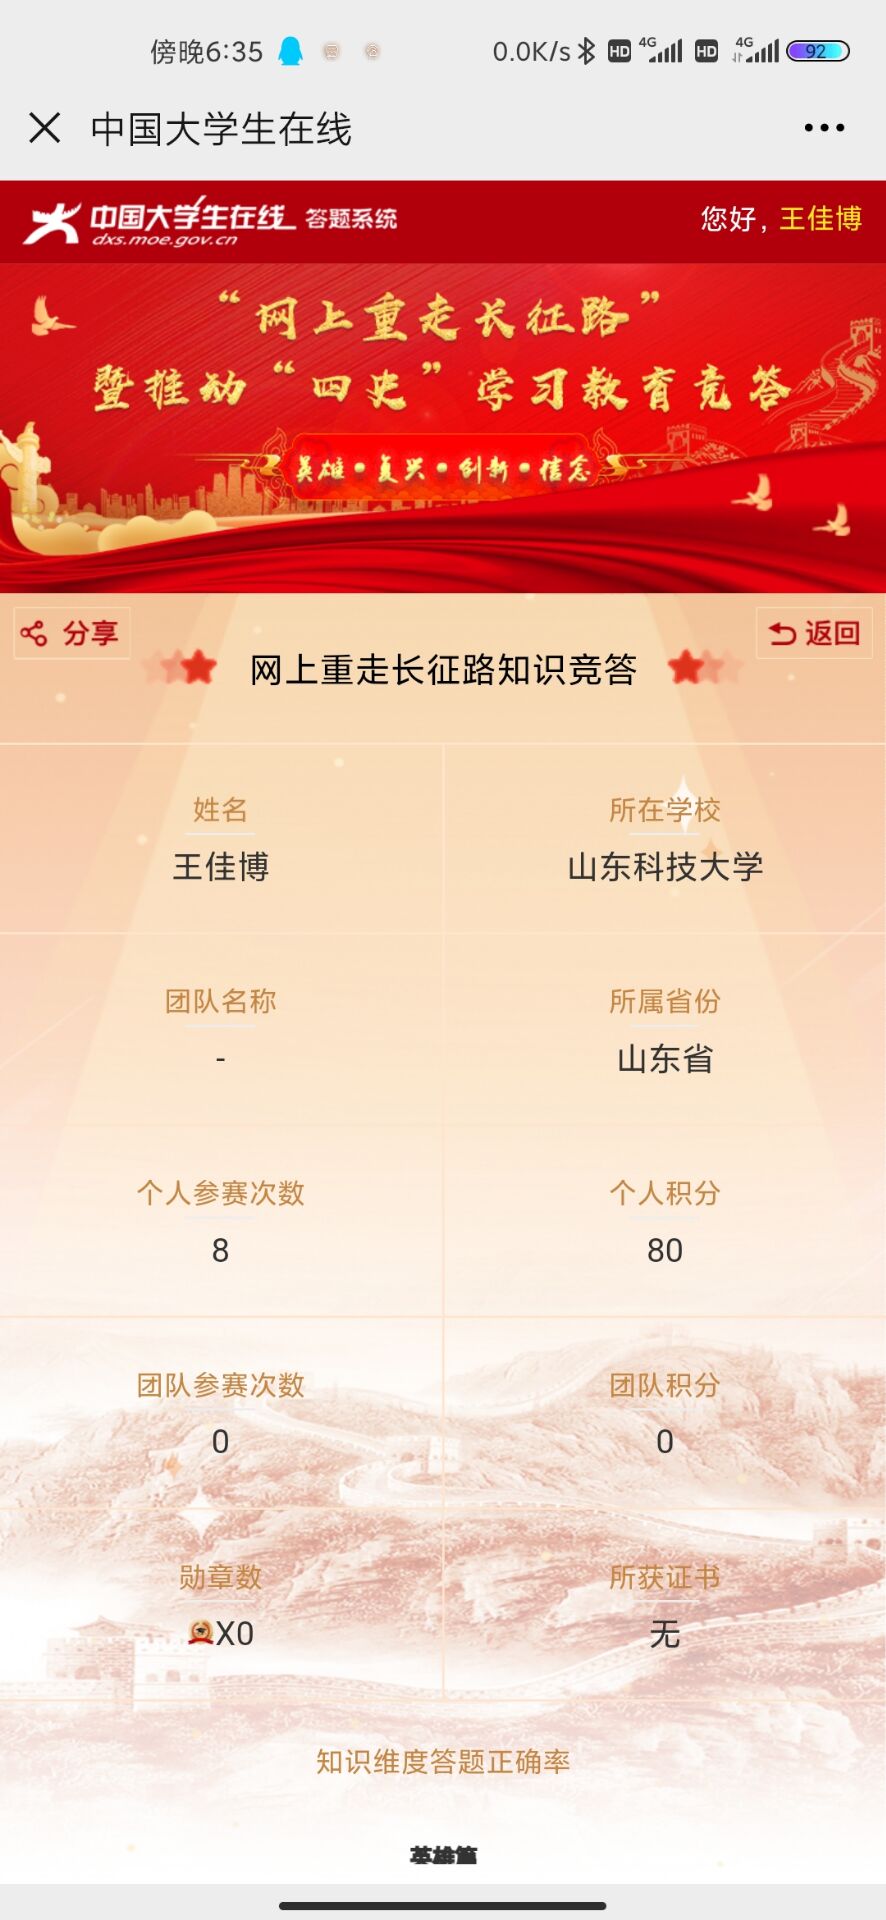 傍晚6:35
0.0K/s HD 4G HD 4G 92
中国大学生在线
中国大学生在线 答题系统
dxs.moe.gov.cn
您好，王佳博
“网上重走长征路”
暨推动“四史”学习教育竞答
英雄·复兴·创新·信念
分享
返回
网上重走长征路知识竞答
姓名
王佳博
所在学校
山东科技大学
团队名称
-
所属省份
山东省
个人参赛次数
8
个人积分
80
团队参赛次数
0
团队积分
0
勋章数
X0
所获证书
无
知识维度答题正确率
英雄篇